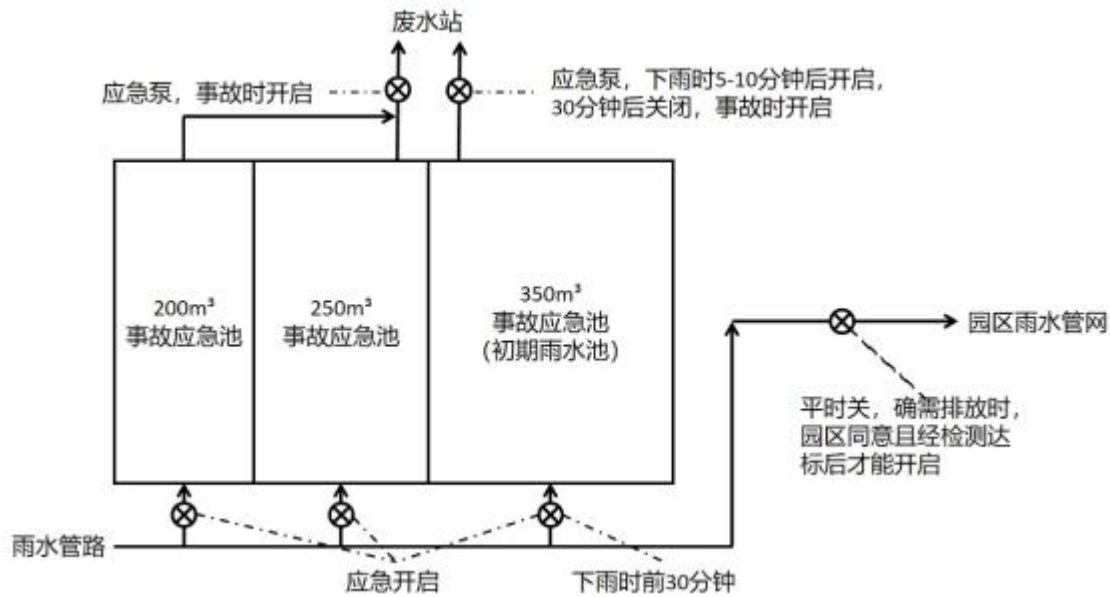 废水站
应急泵，事故时开启
应急泵，下雨时5-10分钟后开启，
30分钟后关闭，事故时开启
200m³
事故应急池
250m³
事故应急池
350m³
事故应急池
(初期雨水池)
园区雨水管网
平时关，确需排放时，
园区同意且经检测达
标后才能开启
雨水管路
应急开启
下雨时前30分钟